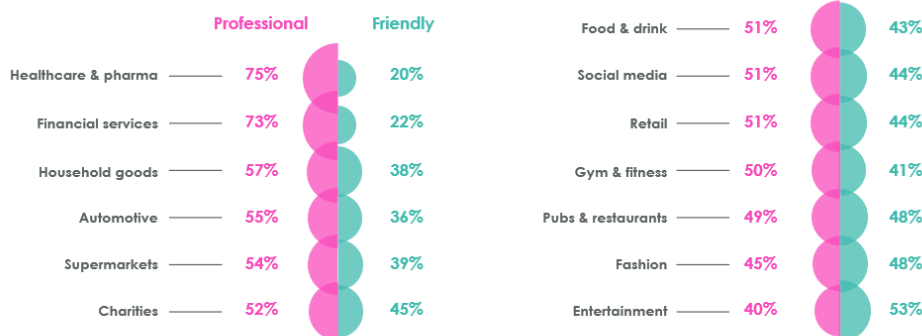 Professional Friendly
Healthcare & pharma 75% 20%
Financial services 73% 22%
Household goods 57% 38%
Automotive 55% 36%
Supermarkets 54% 39%
Charities 52% 45%
Food & drink 51% 43%
Social media 51% 44%
Retail 51% 44%
Gym & fitness 50% 41%
Pubs & restaurants 49% 48%
Fashion 45% 48%
Entertainment 40% 53%